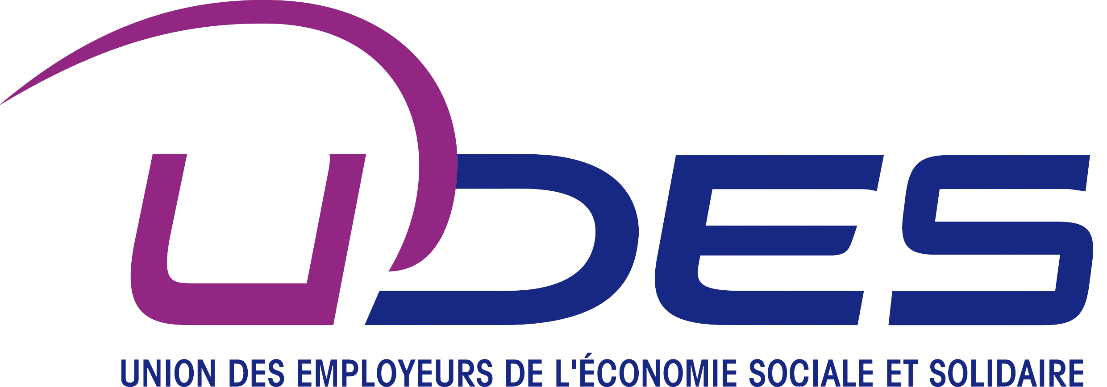 UDES
UNION DES EMPLOYEURS DE L'ÉCONOMIE SOCIALE ET SOLIDAIRE